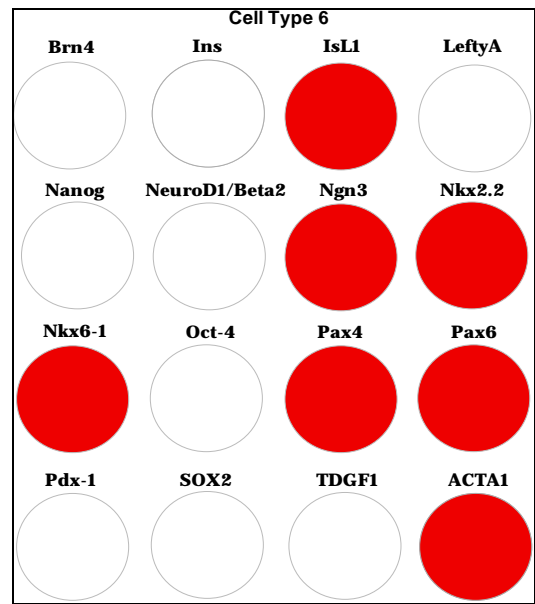 Cell Type 6
Brn4 Ins IsL1 LeftyA
Nanog NeuroD1/Beta2 Ngn3 Nkx2.2
Nkx6-1 Oct-4 Pax4 Pax6
Pdx-1 SOX2 TDGF1 ACTA1